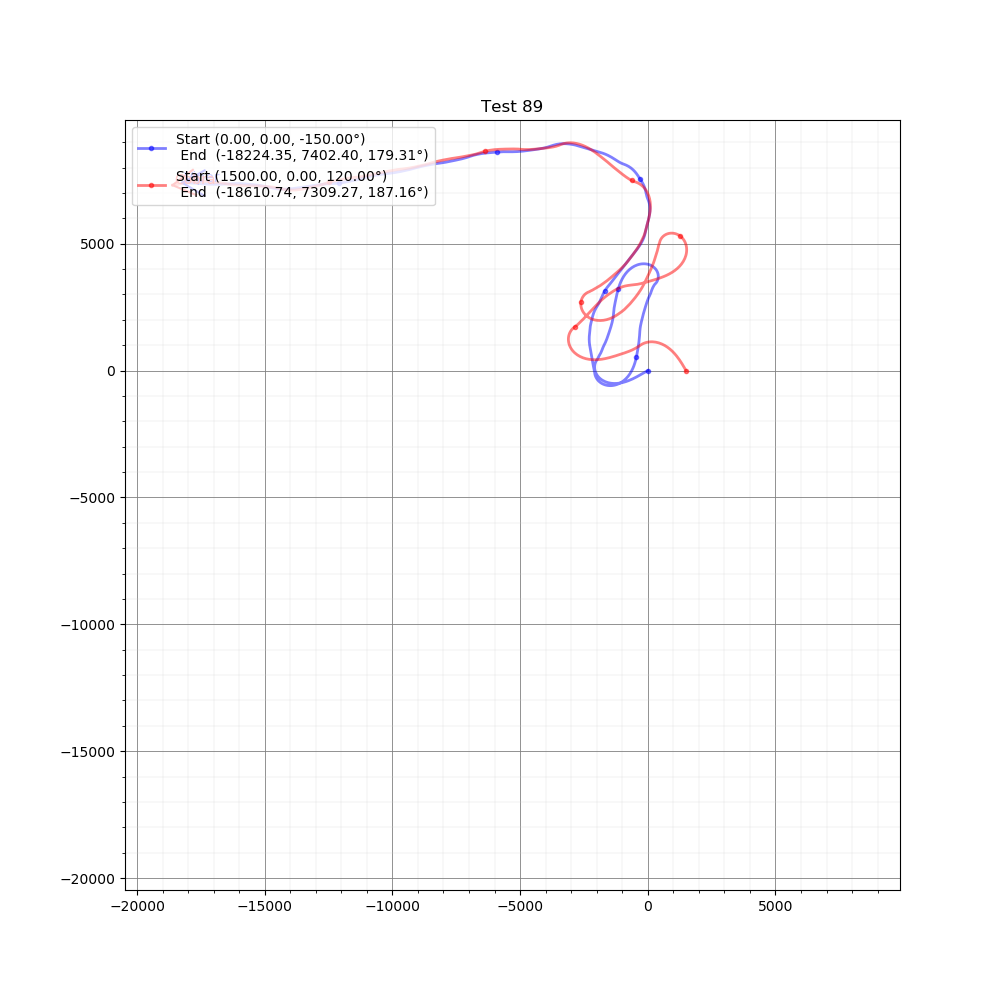 Test 89
Start (0.00, 0.00, -150.00°)
End  (-18224.35, 7402.40, 179.31°)
Start (1500.00, 0.00, 120.00°)
End  (-18610.74, 7309.27, 187.16°)
5000
0
−5000
−10000
−15000
−20000
−20000
−15000
−10000
−5000
0
5000